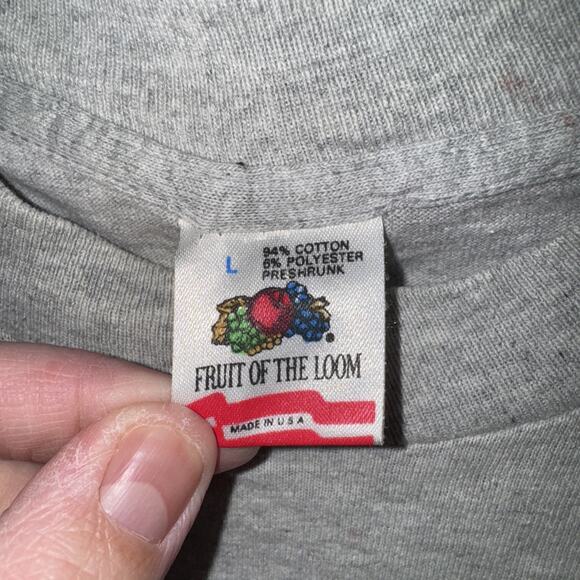 L
94% COTTON
6% POLYESTER
PRESHRUNK
®
FRUIT OF THE LOOM
MADE IN U S A